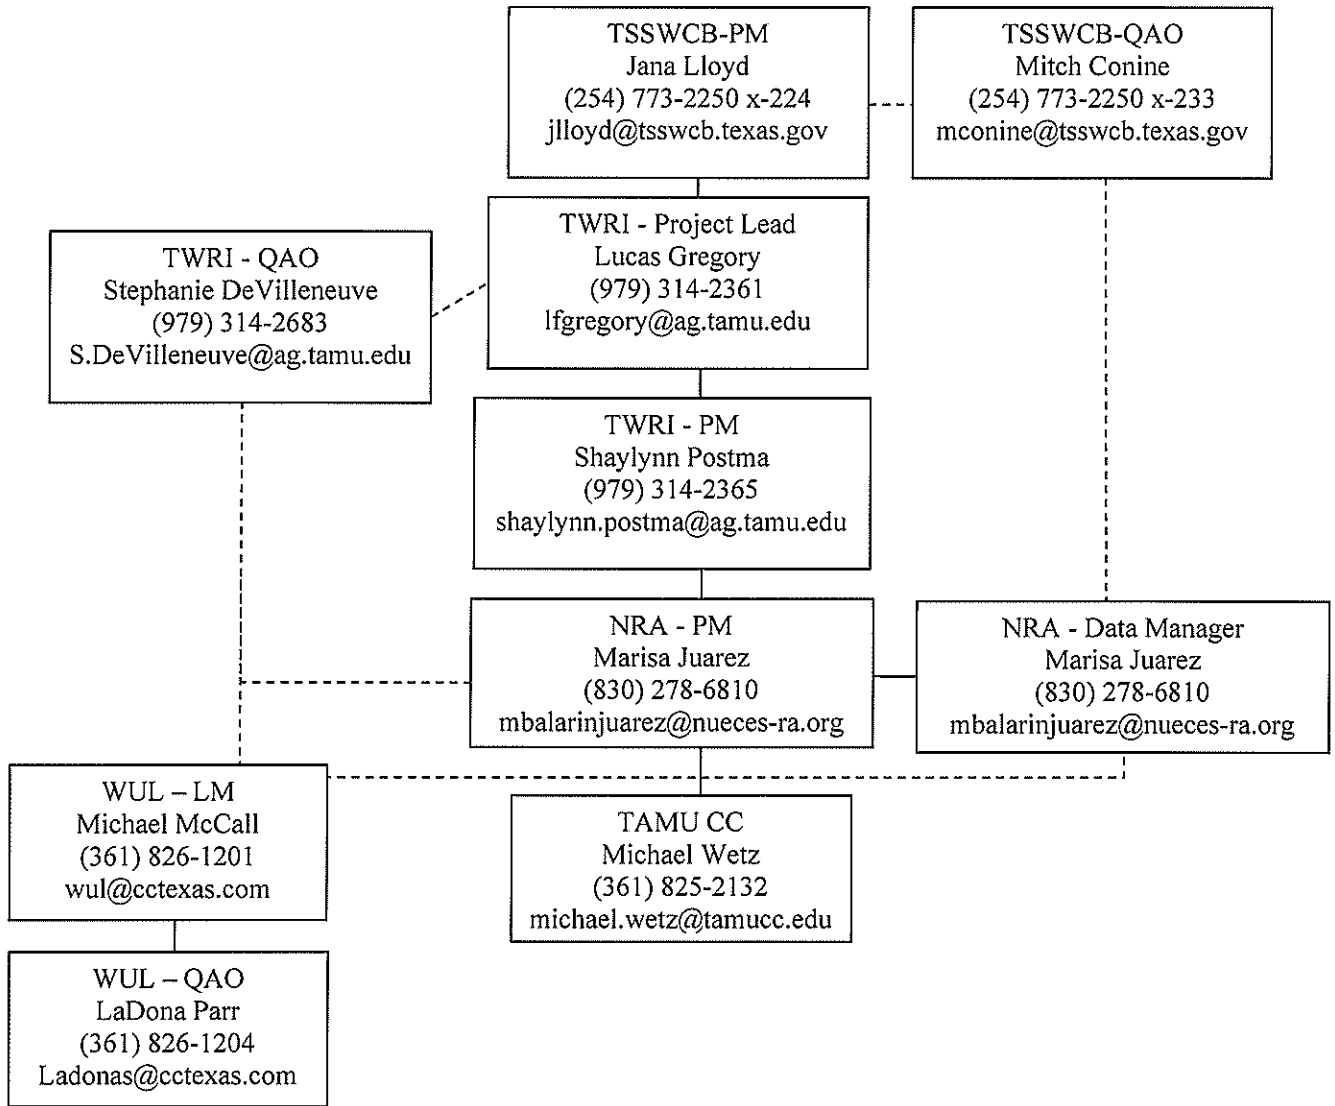 TSSWCB-PM
Jana Lloyd
(254) 773-2250 x-224
jlloyd@tsswcb.texas.gov
TSSWCB-QAO
Mitch Conine
(254) 773-2250 x-233
mconine@tsswcb.texas.gov
TWRI - Project Lead
Lucas Gregory
(979) 314-2361
lfgregory@ag.tamu.edu
TWRI - QAO
Stephanie DeVilleneuve
(979) 314-2683
S.DeVilleneuve@ag.tamu.edu
TWRI - PM
Shaylynn Postma
(979) 314-2365
shaylynn.postma@ag.tamu.edu
NRA - PM
Marisa Juarez
(830) 278-6810
mbalarinjuarez@nueces-ra.org
NRA - Data Manager
Marisa Juarez
(830) 278-6810
mbalarinjuarez@nueces-ra.org
WUL – LM
Michael McCall
(361) 826-1201
wul@cctexas.com
TAMU CC
Michael Wetz
(361) 825-2132
michael.wetz@tamucc.edu
WUL – QAO
LaDona Parr
(361) 826-1204
Ladonas@cctexas.com